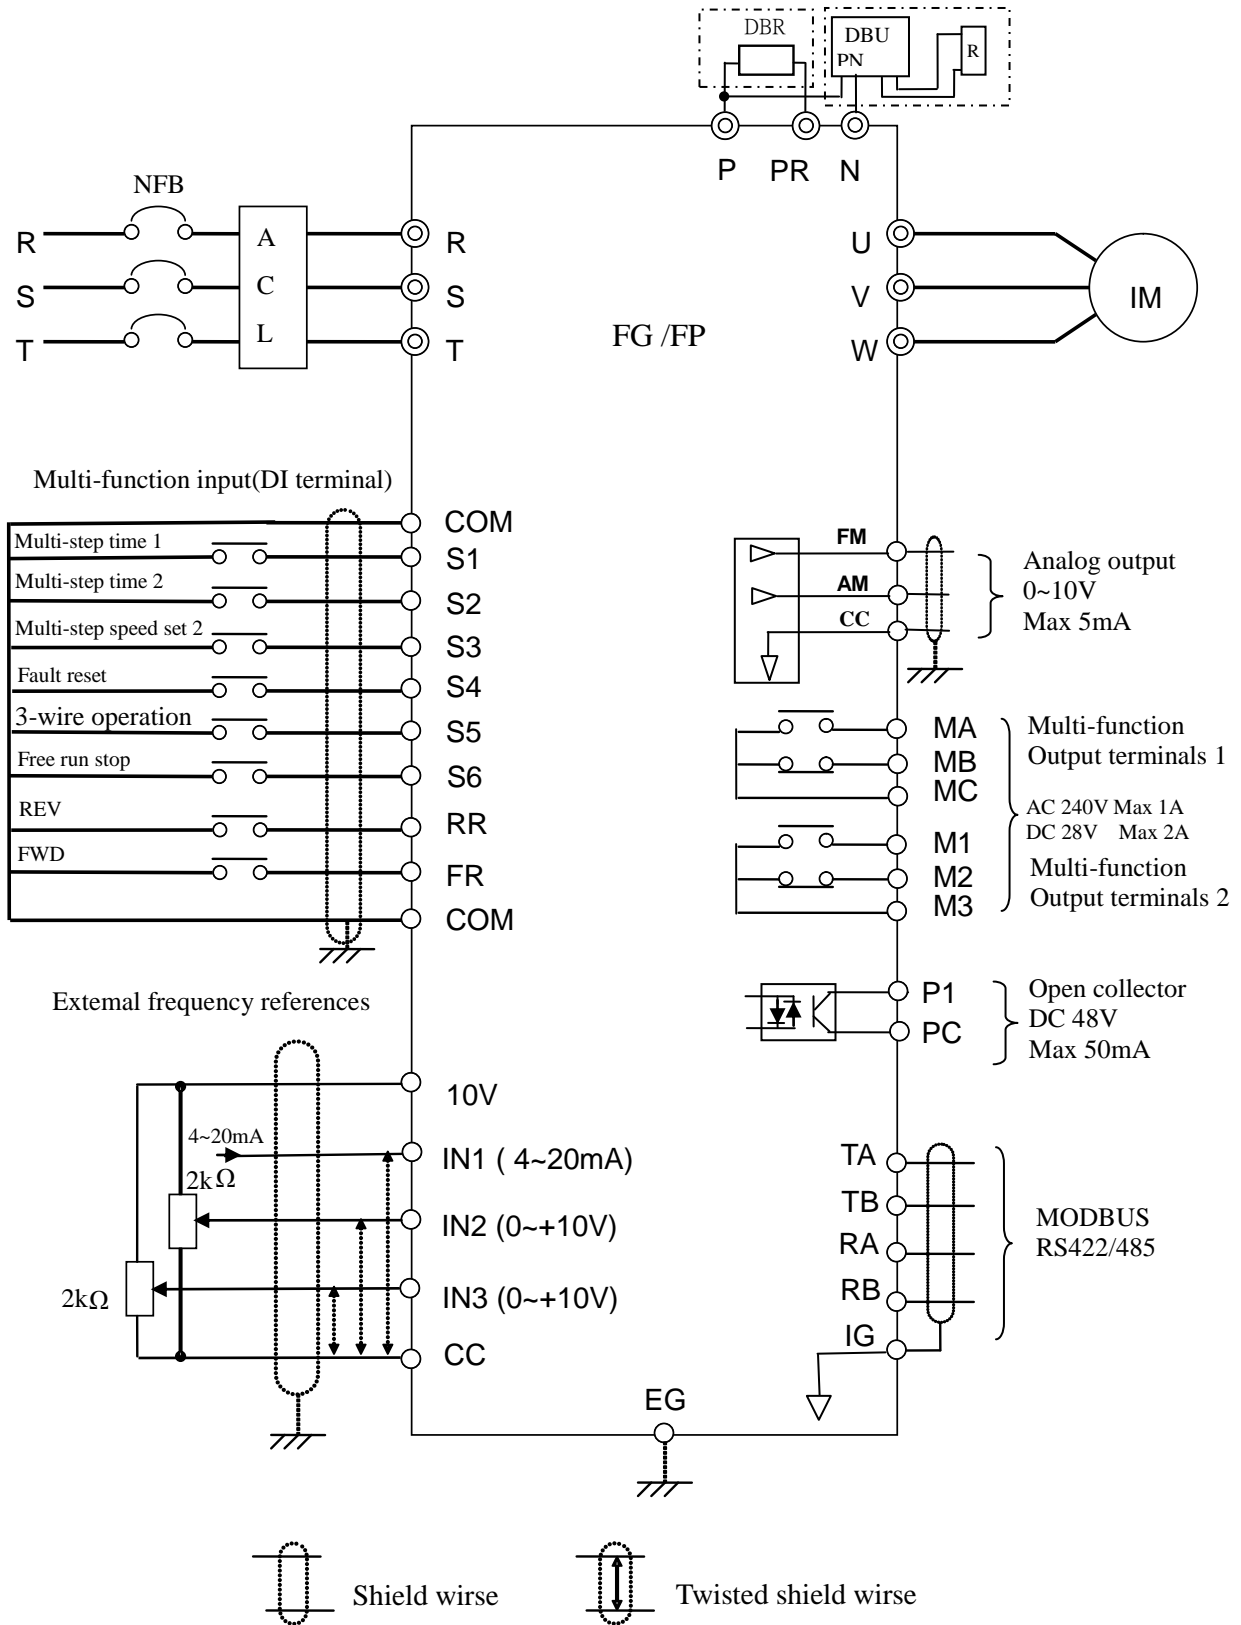 DBR
DBU
PN
R
P PR N
NFB
R
S
T
A
C
L
R
S
T
FG /FP
U
V
W
IM
Multi-function input(DI terminal)
COM
Multi-step time 1
S1
Multi-step time 2
S2
Multi-step speed set 2
S3
Fault reset
S4
3-wire operation
S5
Free run stop
S6
REV
RR
FWD
FR
COM
FM
AM
CC
Analog output
0~10V
Max 5mA
MA
MB
MC
Multi-function
Output terminals 1
AC 240V Max 1A
DC 28V Max 2A
M1
M2
M3
Multi-function
Output terminals 2
P1
PC
Open collector
DC 48V
Max 50mA
Extemal frequency references
10V
4~20mA
IN1 ( 4~20mA)
2kΩ
IN2 (0~+10V)
2kΩ
IN3 (0~+10V)
CC
TA
TB
RA
RB
IG
MODBUS
RS422/485
EG
Shield wirse
Twisted shield wirse